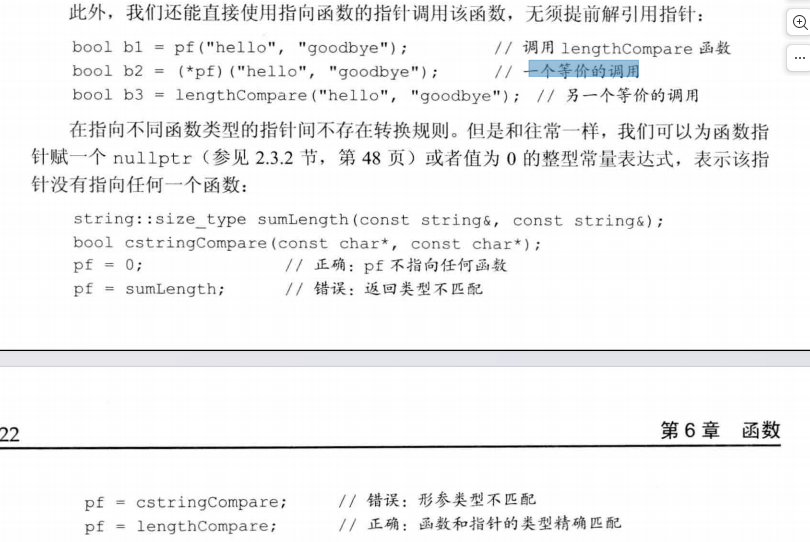 此外，我们还能直接使用指向函数的指针调用该函数，无须提前解引用指针：
bool b1 = pf("hello", "goodbye"); // 调用 lengthCompare 函数
bool b2 = (*pf)("hello", "goodbye"); // 一个等价的调用
bool b3 = lengthCompare("hello", "goodbye"); // 另一个等价的调用
在指向不同函数类型的指针间不存在转换规则。但是和往常一样，我们可以为函数指
针赋一个 nullptr（参见 2.3.2 节，第 48 页）或者值为 0 的整型常量表达式，表示该指
针没有指向任何一个函数：
string::size_type sumLength(const string&, const string&);
bool cstringCompare(const char*, const char*);
pf = 0; // 正确：pf 不指向任何函数
pf = sumLength; // 错误：返回类型不匹配
22 第 6 章 函数
pf = cstringCompare; // 错误：形参类型不匹配
pf = lengthCompare; // 正确：函数和指针的类型精确匹配